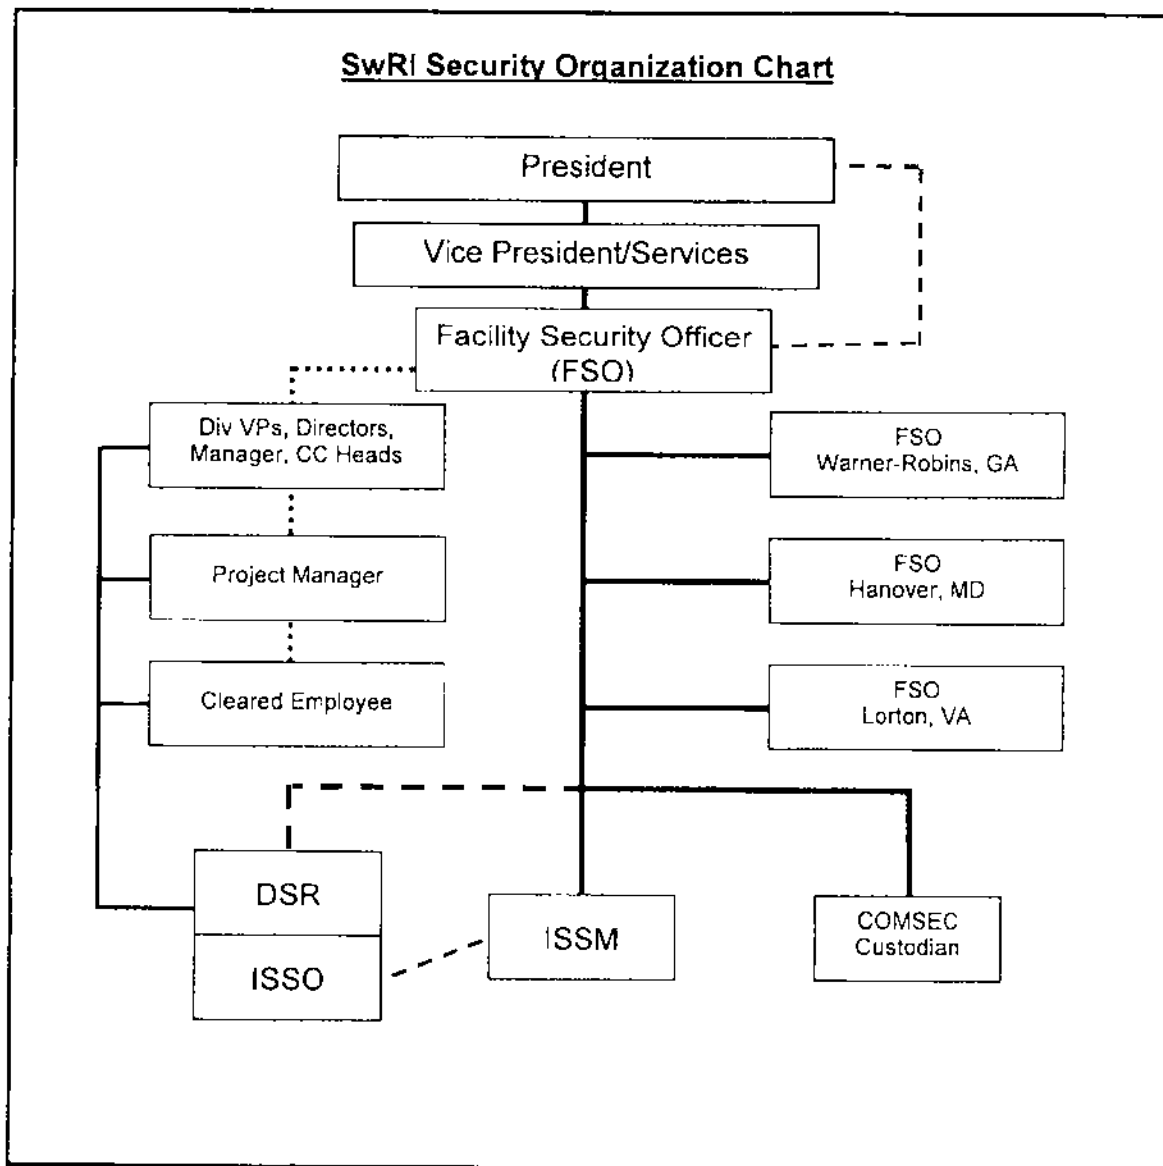 SwRI Security Organization Chart
President
Vice President/Services
Facility Security Officer
(FSO)
Div VPs, Directors,
Manager, CC Heads
FSO
Warner-Robins, GA
Project Manager
FSO
Hanover, MD
Cleared Employee
FSO
Lorton, VA
DSR
ISSO
ISSM
COMSEC
Custodian